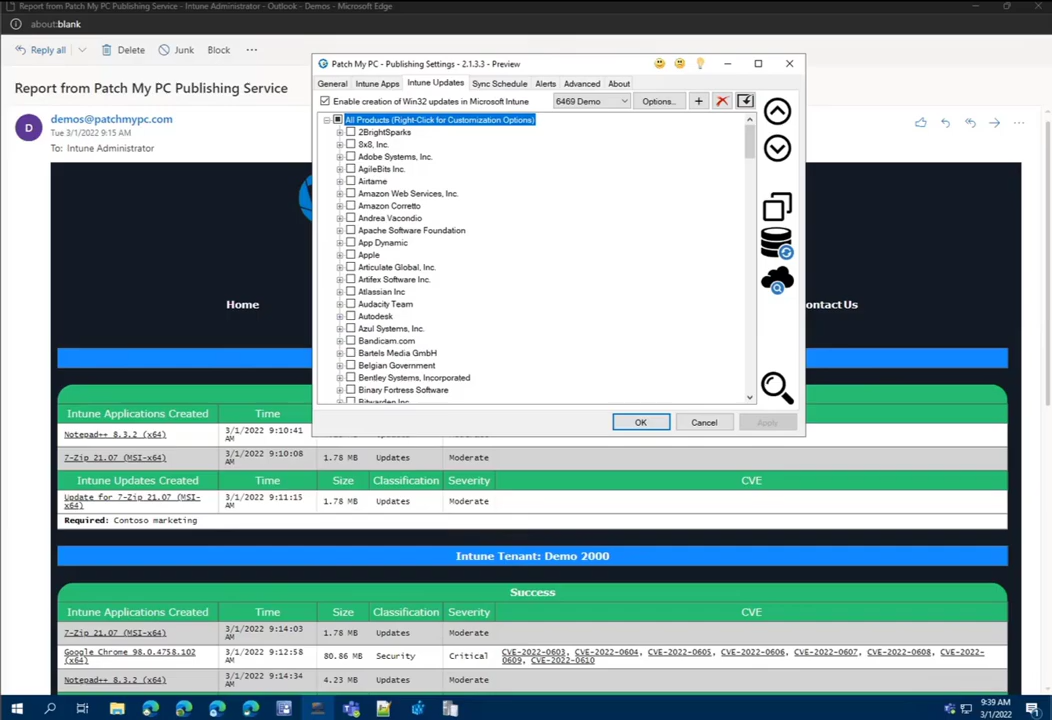 Report from Patch My PC Publishing Service - Intune Administrator - Outlook - Demos - Microsoft Edge
about:blank
Reply all
Delete
Junk
Block
Report from Patch My PC Publishing Service
D
demos@patchmypc.com
Tue 3/1/2022 9:15 AM
To: Intune Administrator
Patch My PC - Publishing Settings - 2.1.3.3 - Preview
General Intune Apps Intune Updates Sync Schedule Alerts Advanced About
Enable creation of Win32 updates in Microsoft Intune
6469 Demo
Options...
All Products (Right-Click for Customization Options)
2BrightSparks
8x8, Inc.
Adobe Systems, Inc.
AgileBits Inc.
Airtame
Amazon Web Services, Inc.
Amazon Corretto
Andrea Vacondio
Apache Software Foundation
App Dynamic
Apple
Articulate Global, Inc.
Artifex Software Inc.
Atlassian Inc
Audacity Team
Autodesk
Azul Systems, Inc.
Bandicam.com
Bartels Media GmbH
Belgian Government
Bentley Systems, Incorporated
Binary Fortress Software
Bitwarden Inc.
OK
Cancel
Apply
Home
ontact Us
Intune Applications Created Time
Notepad++ 8.3.2 (x64) 3/1/2022 9:10:41 AM
7-Zip 21.07 (MSI-x64) 3/1/2022 9:10:08 AM 1.78 MB Updates Moderate
Intune Updates Created Time Size Classification Severity CVE
Update for 7-Zip 21.07 (MSI-x64) 3/1/2022 9:11:15 AM 1.78 MB Updates Moderate
Required: Contoso marketing
Intune Tenant: Demo 2000
Success
Intune Applications Created Time Size Classification Severity CVE
7-Zip 21.07 (MSI-x64) 3/1/2022 9:14:03 AM 1.78 MB Updates Moderate
Google Chrome 98.0.4758.102 (x64) 3/1/2022 9:12:58 AM 80.86 MB Security Critical CVE-2022-0603, CVE-2022-0604, CVE-2022-0605, CVE-2022-0606, CVE-2022-0607, CVE-2022-0608, CVE-2022-0609, CVE-2022-0610
Notepad++ 8.3.2 (x64) 3/1/2022 9:14:34 AM 4.23 MB Updates Moderate
9:39 AM
3/1/2022